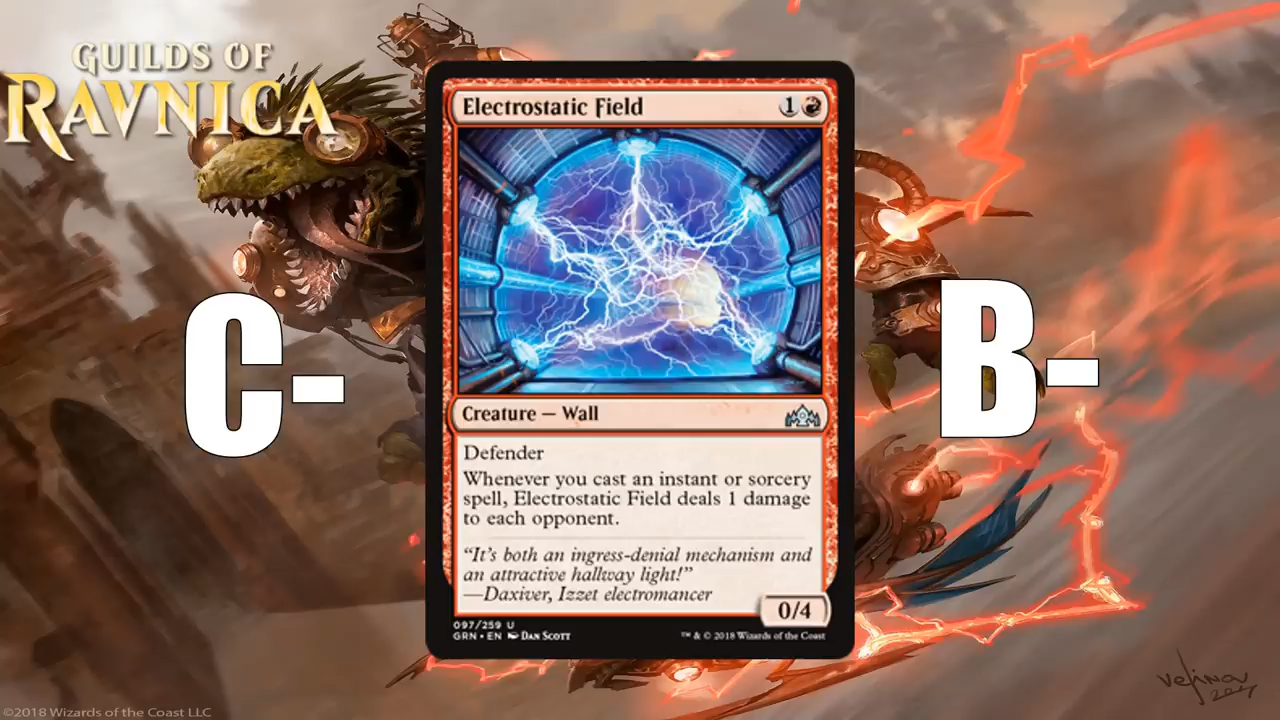 GUILDS OF
RAVNICA
Electrostatic Field 1
C-
B-
Creature — Wall
Defender
Whenever you cast an instant or sorcery
spell, Electrostatic Field deals 1 damage
to each opponent.
“It’s both an ingress-denial mechanism and
an attractive hallway light!”
—Daxiver, Izzet electromancer
0/4
097/259 U
GRN • EN DAN SCOTT
™ & © 2018 Wizards of the Coast
©2018 Wizards of the Coast LLC